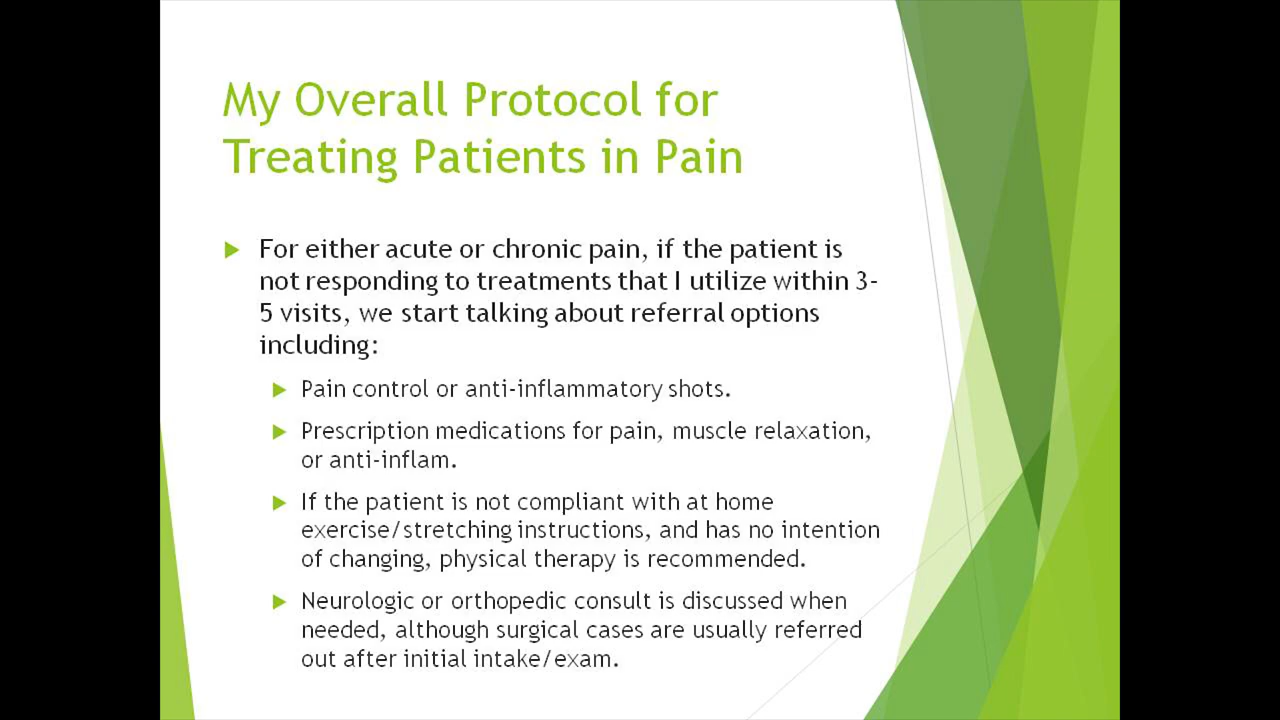 My Overall Protocol for
Treating Patients in Pain
For either acute or chronic pain, if the patient is
not responding to treatments that I utilize within 3-
5 visits, we start talking about referral options
including:
Pain control or anti-inflammatory shots.
Prescription medications for pain, muscle relaxation,
or anti-inflam.
If the patient is not compliant with at home
exercise/stretching instructions, and has no intention
of changing, physical therapy is recommended.
Neurologic or orthopedic consult is discussed when
needed, although surgical cases are usually referred
out after initial intake/exam.